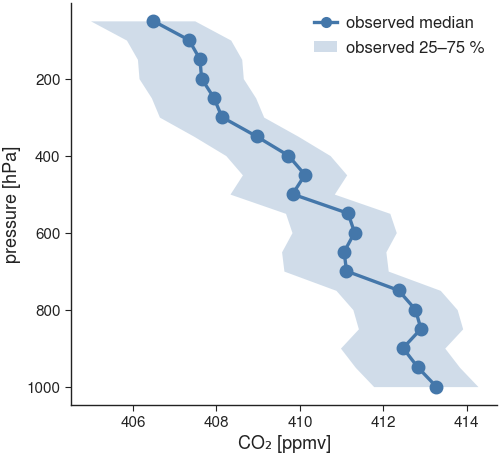 observed median
observed 25–75 %
200
400
600
800
1000
pressure [hPa]
406
408
410
412
414
CO₂ [ppmv]